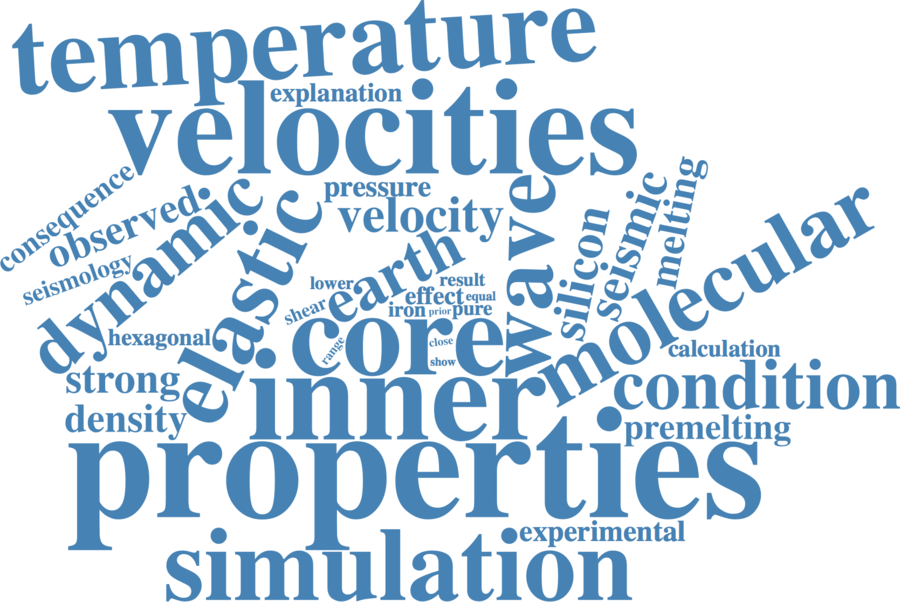 temperature
explanation
velocities
consequence
observed
dynamic
elastic
pressure
velocity
wave
silicon
seismic
melting
molecular
seismology
lower
earth
result
effect
equal
shear
iron
prior
pure
core
range
close
show
hexagonal
strong
density
inner
calculation
condition
premelting
properties
experimental
simulation